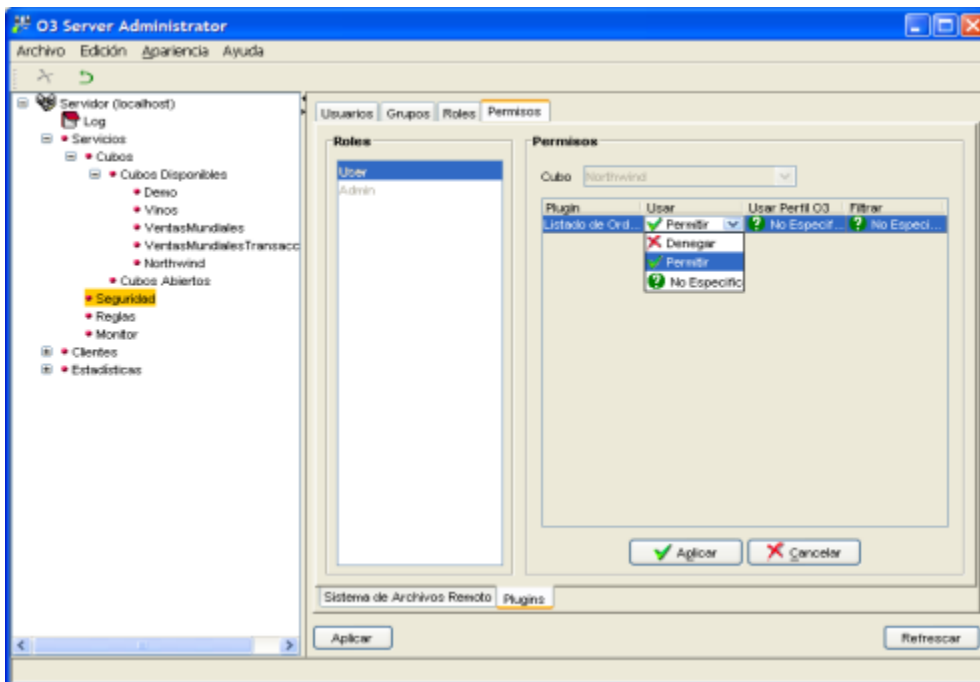 O3 Server Administrator
Archivo Edición Apariencia Ayuda
Servidor (localhost)
Log
Servicios
Cubos
Cubos Disponibles
Demo
Vinos
VentasMundiales
VentasMundialesTransacc
Northwind
Cubos Abiertos
Seguridad
Reglas
Monitor
Clientes
Estadísticas
Usuarios Grupos Roles Permisos
Roles
User
Admin
Permisos
Cubo Northwind
Plugin Usar Usar Perfil O3 Filtrar
Listado de Ord... Permitir No Especif... No Especi...
Denegar
Permitir
No Especific
Aplicar Cancelar
Sistema de Archivos Remoto Plugins
Aplicar Refrescar